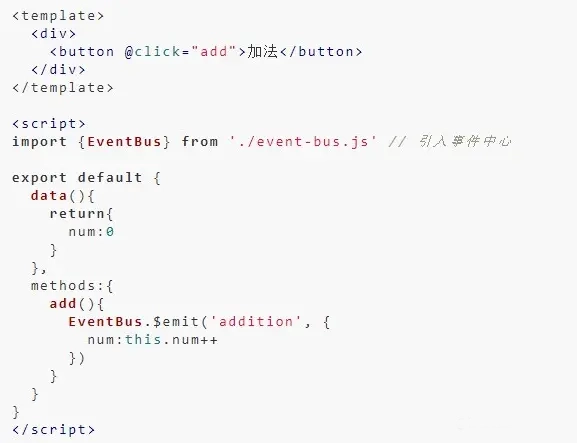 <template>
  <div>
    <button @click="add">加法</button>
  </div>
</template>

<script>
import {EventBus} from './event-bus.js' // 引入事件中心

export default {
  data(){
    return{
      num:0
    }
  },
  methods:{
    add(){
      EventBus.$emit('addition', {
        num:this.num++
      })
    }
  }
}
</script>